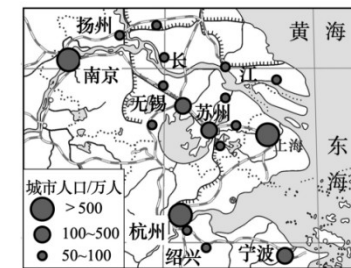 扬州
黄海
南京
长
江
无锡
苏州
上海
东海
城市人口/万人
>500
100~500
50~100
杭州
绍兴
宁波